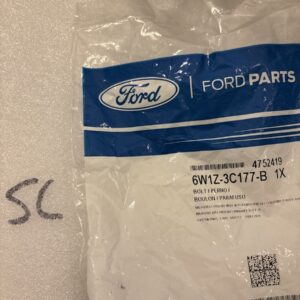 Ford
FORD PARTS
4752419
6W1Z-3C177-B 1X
BOLT / PERNO /
BOULON / PARAFUSO
SC